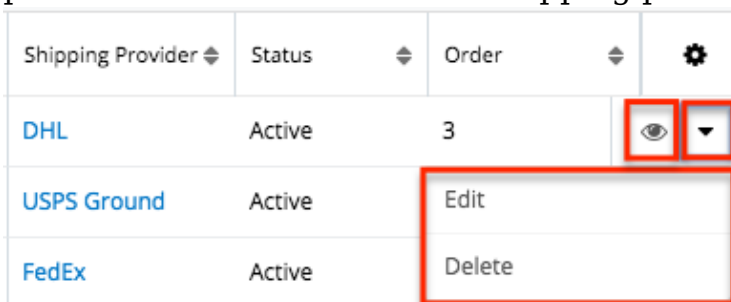 Shipping Provider Status Order
DHL Active 3
USPS Ground Active Edit
FedEx Active Delete